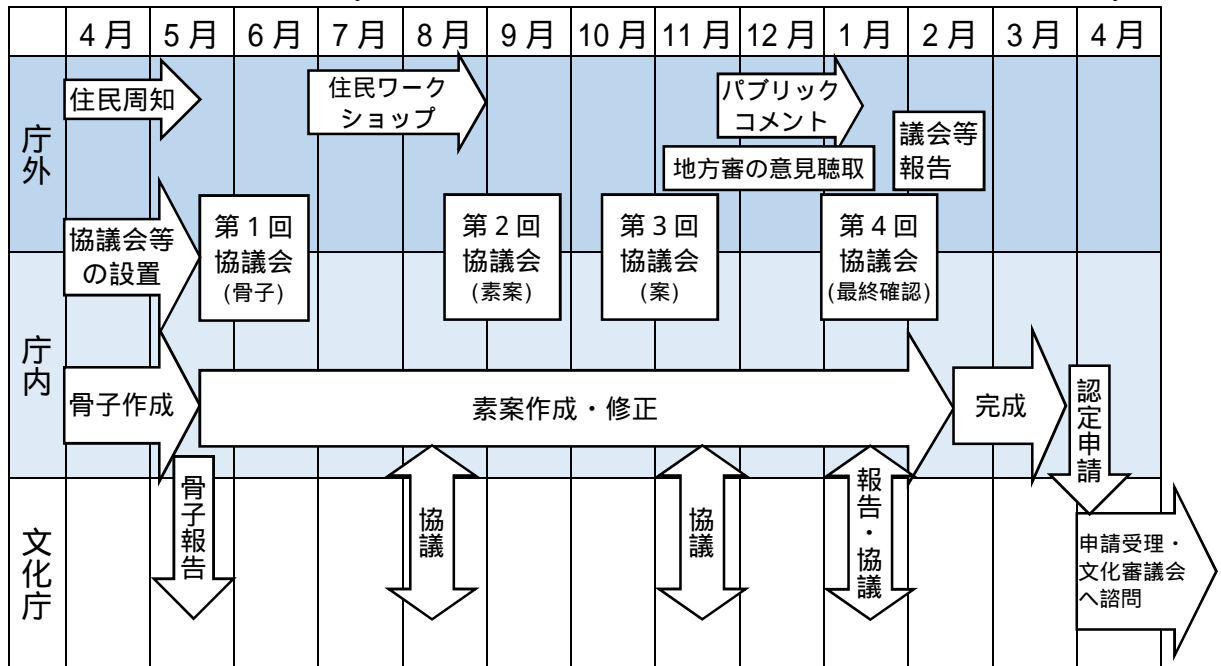 4月 5月 6月 7月 8月 9月 10月 11月 12月 1月 2月 3月 4月
庁外
住民周知
住民ワーク
ショップ
パブリック
コメント
議会等
報告
地方審の意見聴取
協議会等
の設置
第1回
協議会
(骨子)
第2回
協議会
(素案)
第3回
協議会
(案)
第4回
協議会
(最終確認)
庁内
骨子作成
素案作成・修正
完成
認定申請
文化庁
骨子報告
協議
協議
報告・協議
申請受理・
文化審議会
へ諮問